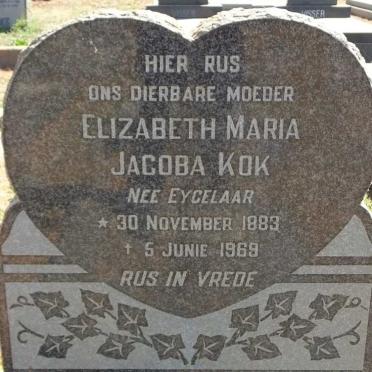 VISSER
HIER RUS
ONS DIERBARE MOEDER
ELIZABETH MARIA
JACOBA KOK
NEE EYGELAAR
* 30 NOVEMBER 1883
† 5 JUNIE 1969
RUS IN VREDE